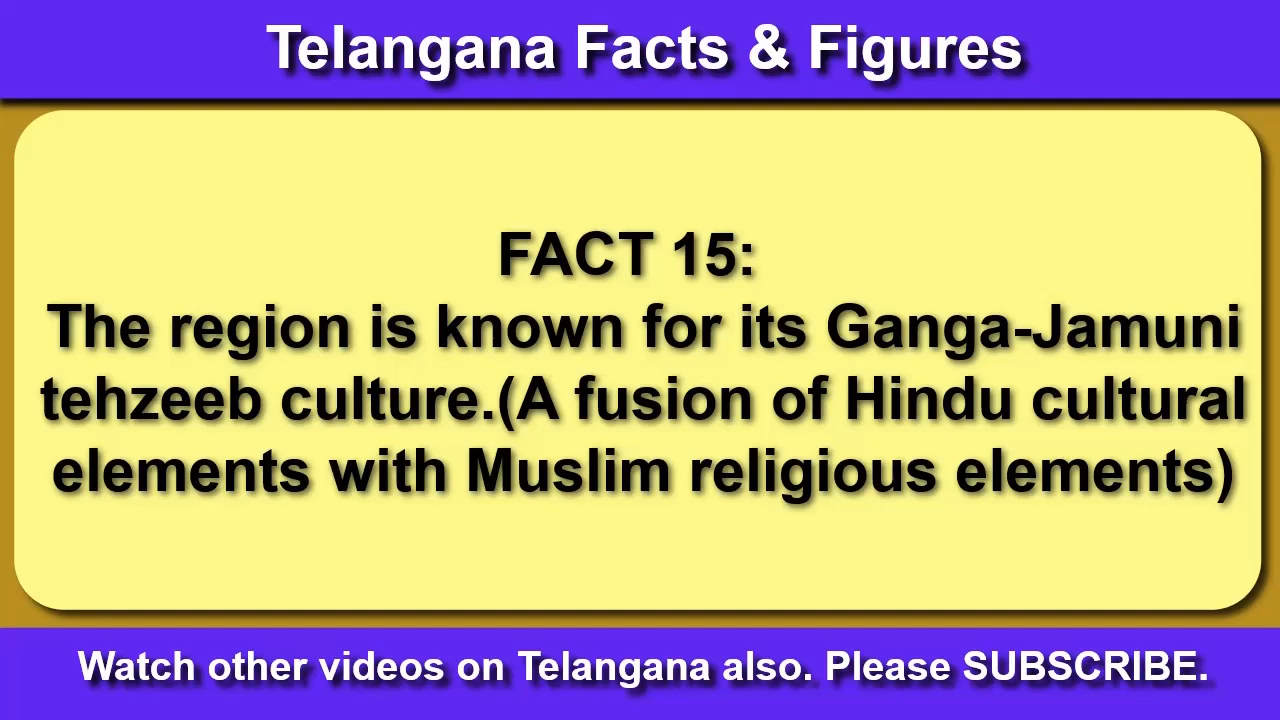 Telangana Facts & Figures
FACT 15:
The region is known for its Ganga-Jamuni
tehzeeb culture.(A fusion of Hindu cultural
elements with Muslim religious elements)
Watch other videos on Telangana also. Please SUBSCRIBE.